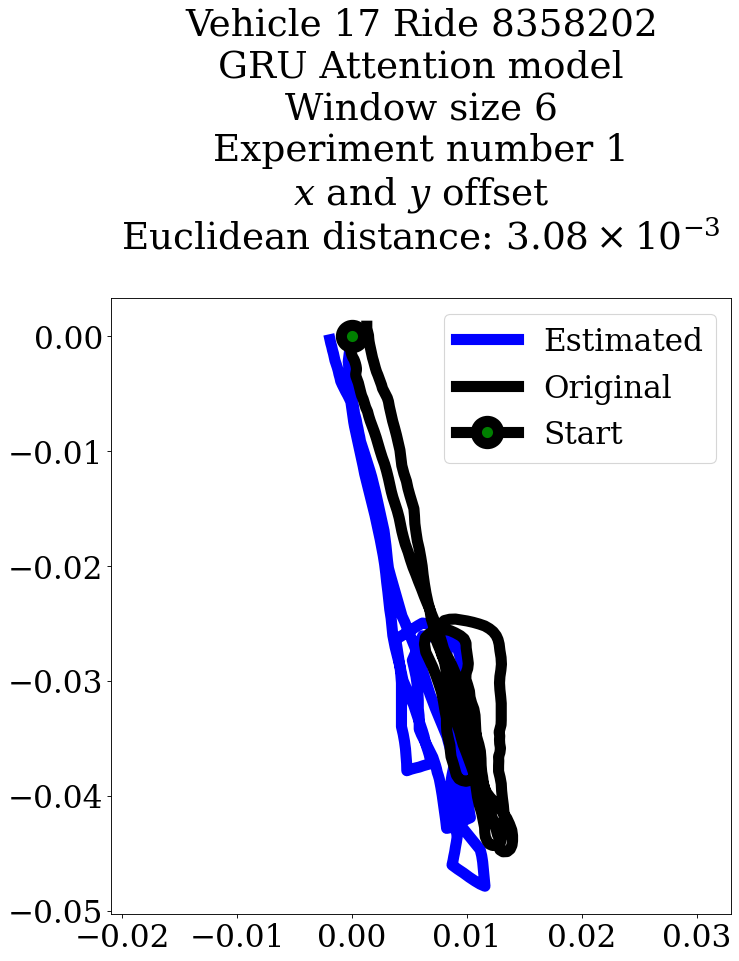 Vehicle 17 Ride 8358202
GRU Attention model
Window size 6
Experiment number 1
x and y offset
Euclidean distance: 3.08 × 10⁻³
Estimated
Original
Start
0.00
−0.01
−0.02
−0.03
−0.04
−0.05
−0.02 −0.01 0.00 0.01 0.02 0.03